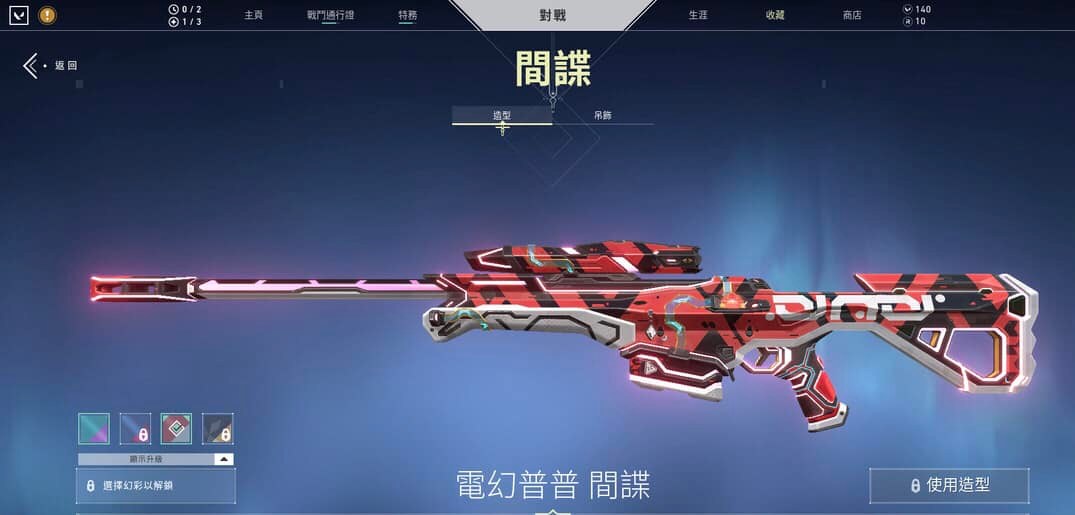 0 / 2
1 / 3
主頁
戰鬥通行證
特務
對戰
生涯
收藏
商店
140
10
返回
間諜
造型
吊飾
顯示升級
選擇幻彩以解鎖
電幻普普 間諜
使用造型